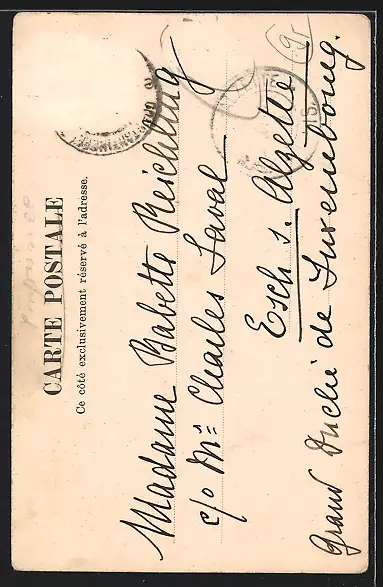 CARTE POSTALE
Ce côté exclusivement réservé à l'adresse.
Madame Babette Reichling
c/o Mr Charles Laval
Esch s. Alzette
Grand Duché de Luxembourg.